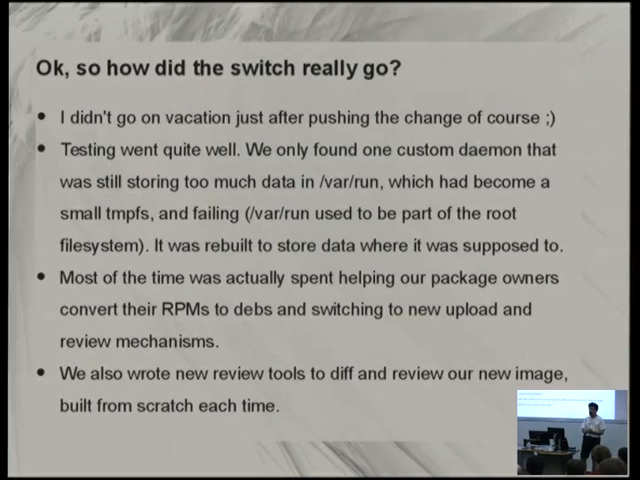 Ok, so how did the switch really go?
I didn't go on vacation just after pushing the change of course ;)
Testing went quite well. We only found one custom daemon that
was still storing too much data in /var/run, which had become a
small tmpfs, and failing (/var/run used to be part of the root
filesystem). It was rebuilt to store data where it was supposed to.
Most of the time was actually spent helping our package owners
convert their RPMs to debs and switching to new upload and
review mechanisms.
We also wrote new review tools to diff and review our new image,
built from scratch each time.